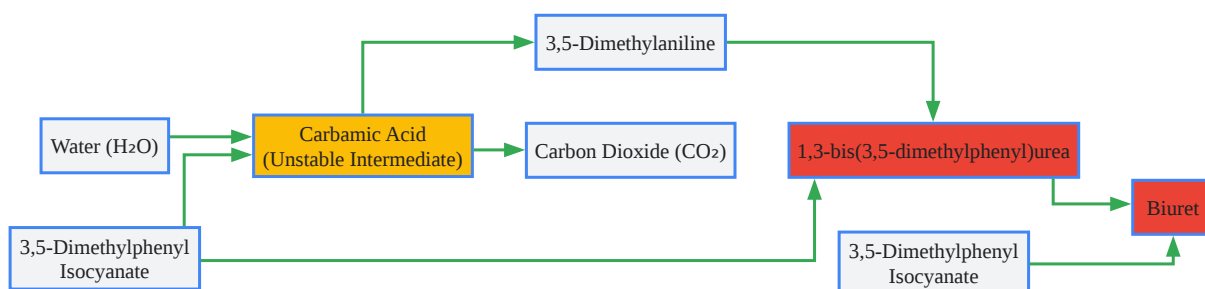 3,5-Dimethylaniline
Water (H₂O)
Carbamic Acid
(Unstable Intermediate)
Carbon Dioxide (CO₂)
1,3-bis(3,5-dimethylphenyl)urea
Biuret
3,5-Dimethylphenyl
Isocyanate
3,5-Dimethylphenyl
Isocyanate